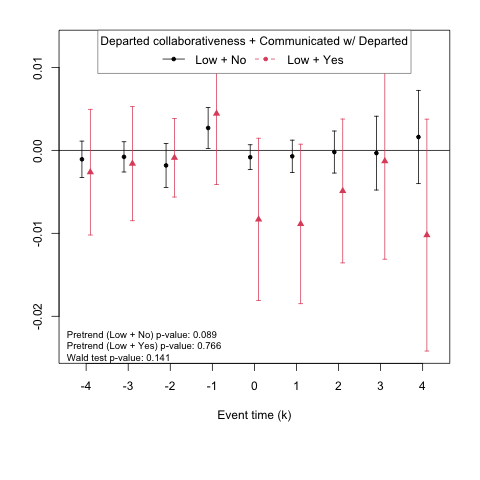 Departed collaborativeness + Communicated w/ Departed
Low + No Low + Yes
0.01
0.00
-0.01
-0.02
Pretrend (Low + No) p-value: 0.089
Pretrend (Low + Yes) p-value: 0.766
Wald test p-value: 0.141
-4 -3 -2 -1 0 1 2 3 4
Event time (k)